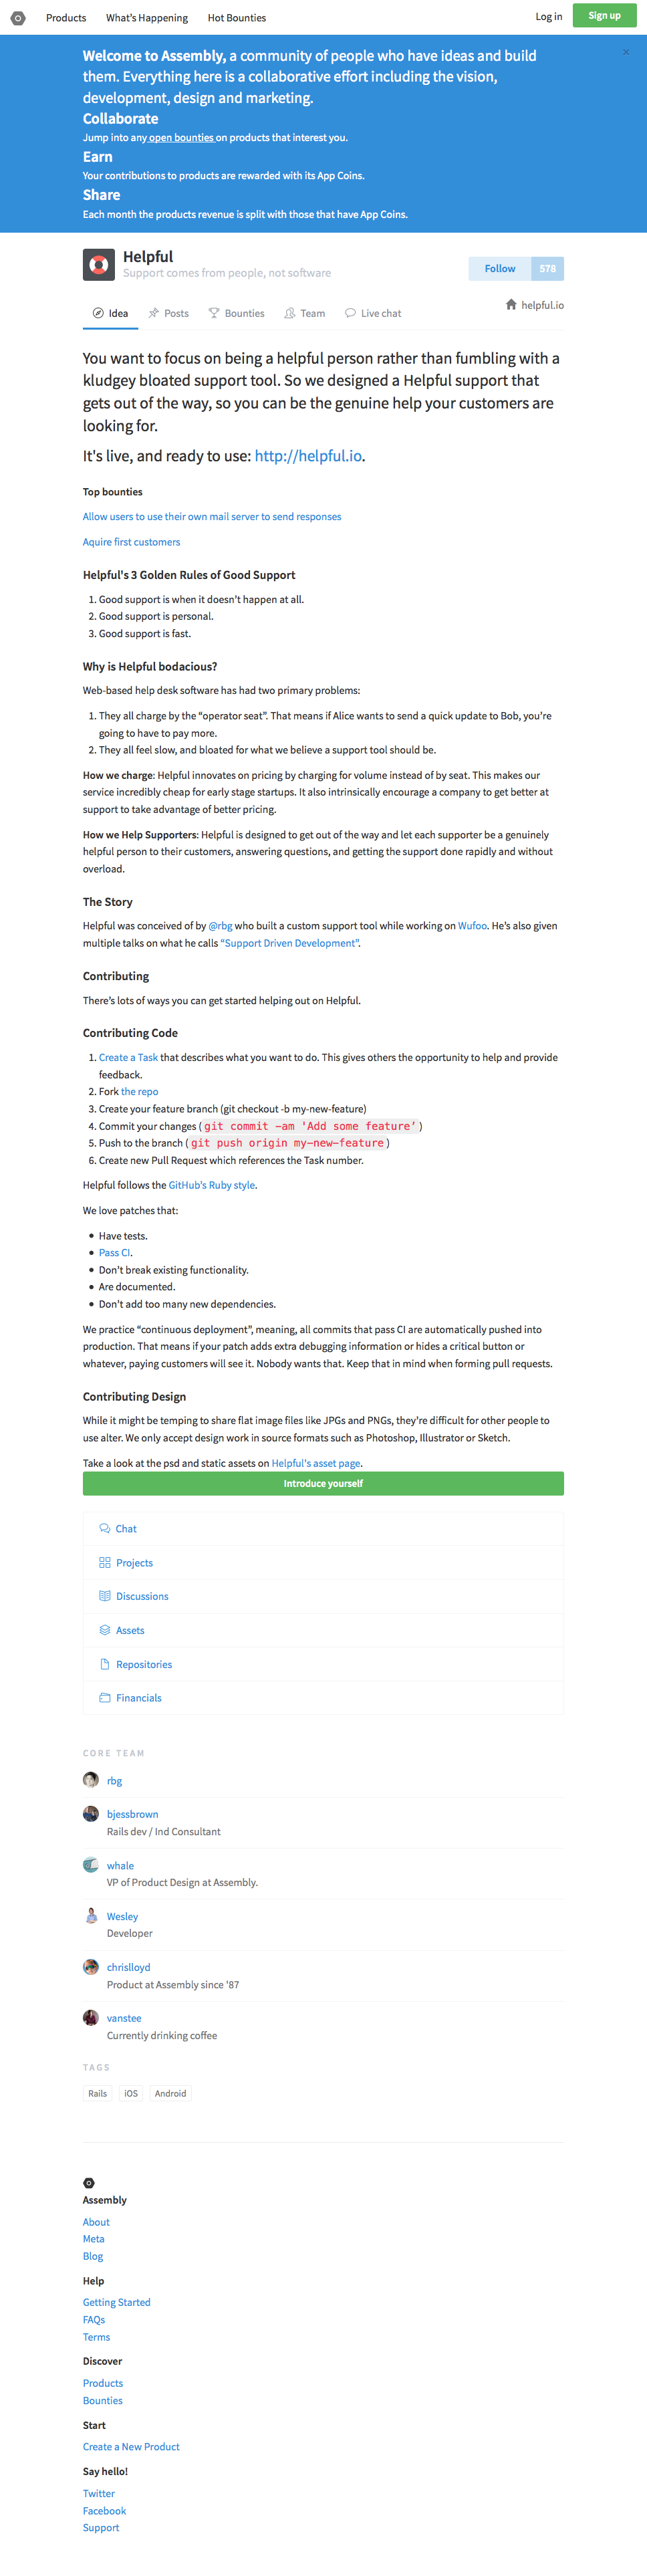 Products What's Happening Hot Bounties Log in Sign up
Welcome to Assembly, a community of people who have ideas and build
them. Everything here is a collaborative effort including the vision,
development, design and marketing.
×
Collaborate
Jump into any open bounties on products that interest you.
Earn
Your contributions to products are rewarded with its App Coins.
Share
Each month the products revenue is split with those that have App Coins.
Helpful
Support comes from people, not software
Follow 578
Idea Posts Bounties Team Live chat helpful.io
You want to focus on being a helpful person rather than fumbling with a
kludgey bloated support tool. So we designed a Helpful support that
gets out of the way, so you can be the genuine help your customers are
looking for.
It's live, and ready to use: http://helpful.io.
Top bounties
Allow users to use their own mail server to send responses
Aquire first customers
Helpful's 3 Golden Rules of Good Support
1. Good support is when it doesn't happen at all.
2. Good support is personal.
3. Good support is fast.
Why is Helpful bodacious?
Web-based help desk software has had two primary problems:
1. They all charge by the “operator seat”. That means if Alice wants to send a quick update to Bob, you're
going to have to pay more.
2. They all feel slow, and bloated for what we believe a support tool should be.
How we charge: Helpful innovates on pricing by charging for volume instead of by seat. This makes our
service incredibly cheap for early stage startups. It also intrinsically encourage a company to get better at
support to take advantage of better pricing.
How we Help Supporters: Helpful is designed to get out of the way and let each supporter be a genuinely
helpful person to their customers, answering questions, and getting the support done rapidly and without
overload.
The Story
Helpful was conceived of by @rbg who built a custom support tool while working on Wufoo. He's also given
multiple talks on what he calls “Support Driven Development”.
Contributing
There's lots of ways you can get started helping out on Helpful.
Contributing Code
1. Create a Task that describes what you want to do. This gives others the opportunity to help and provide
feedback.
2. Fork the repo
3. Create your feature branch (git checkout -b my-new-feature)
4. Commit your changes (git commit -am 'Add some feature’)
5. Push to the branch (git push origin my-new-feature)
6. Create new Pull Request which references the Task number.
Helpful follows the GitHub's Ruby style.
We love patches that:
• Have tests.
• Pass CI.
• Don't break existing functionality.
• Are documented.
• Don't add too many new dependencies.
We practice “continuous deployment”, meaning, all commits that pass CI are automatically pushed into
production. That means if your patch adds extra debugging information or hides a critical button or
whatever, paying customers will see it. Nobody wants that. Keep that in mind when forming pull requests.
Contributing Design
While it might be temping to share flat image files like JPGs and PNGs, they're difficult for other people to
use alter. We only accept design work in source formats such as Photoshop, Illustrator or Sketch.
Take a look at the psd and static assets on Helpful's asset page.
Introduce yourself
Chat
Projects
Discussions
Assets
Repositories
Financials
CORE TEAM
rbg
bjessbrown
Rails dev / Ind Consultant
whale
VP of Product Design at Assembly.
Wesley
Developer
chrislloyd
Product at Assembly since '87
vanstee
Currently drinking coffee
TAGS
Rails iOS Android
Assembly
About
Meta
Blog
Help
Getting Started
FAQs
Terms
Discover
Products
Bounties
Start
Create a New Product
Say hello!
Twitter
Facebook
Support